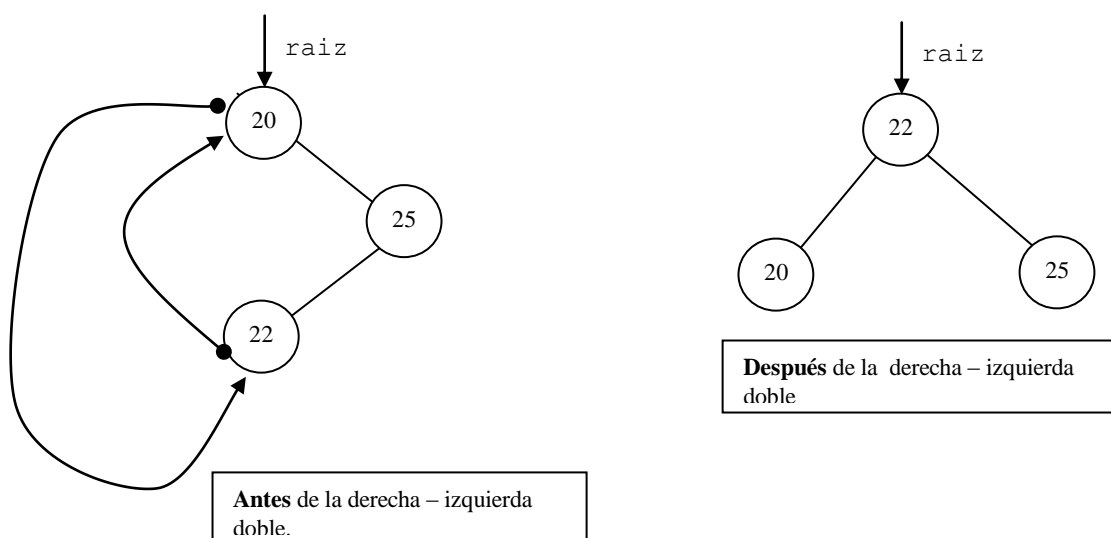 raiz
20
25
22
Antes de la derecha – izquierda
doble.
raiz
22
20
25
Después de la  derecha – izquierda
doble